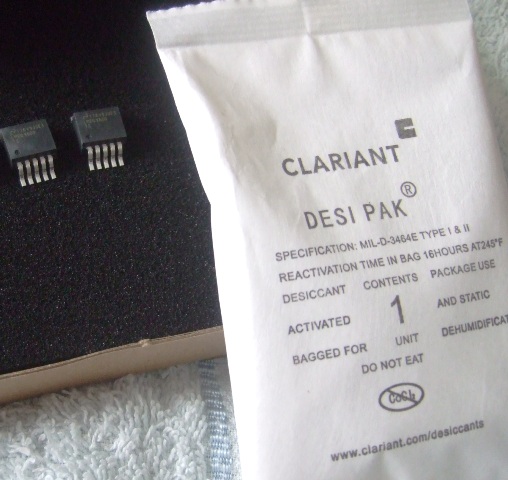 CLARIANT
DESI PAK®
SPECIFICATION: MIL-D-3464E TYPE I & II
REACTIVATION TIME IN BAG 16HOURS AT245°F
DESICCANT CONTENTS PACKAGE USE
ACTIVATED 1 AND STATIC
BAGGED FOR UNIT DEHUMIDIFICAT
DO NOT EAT
www.clariant.com/desiccants